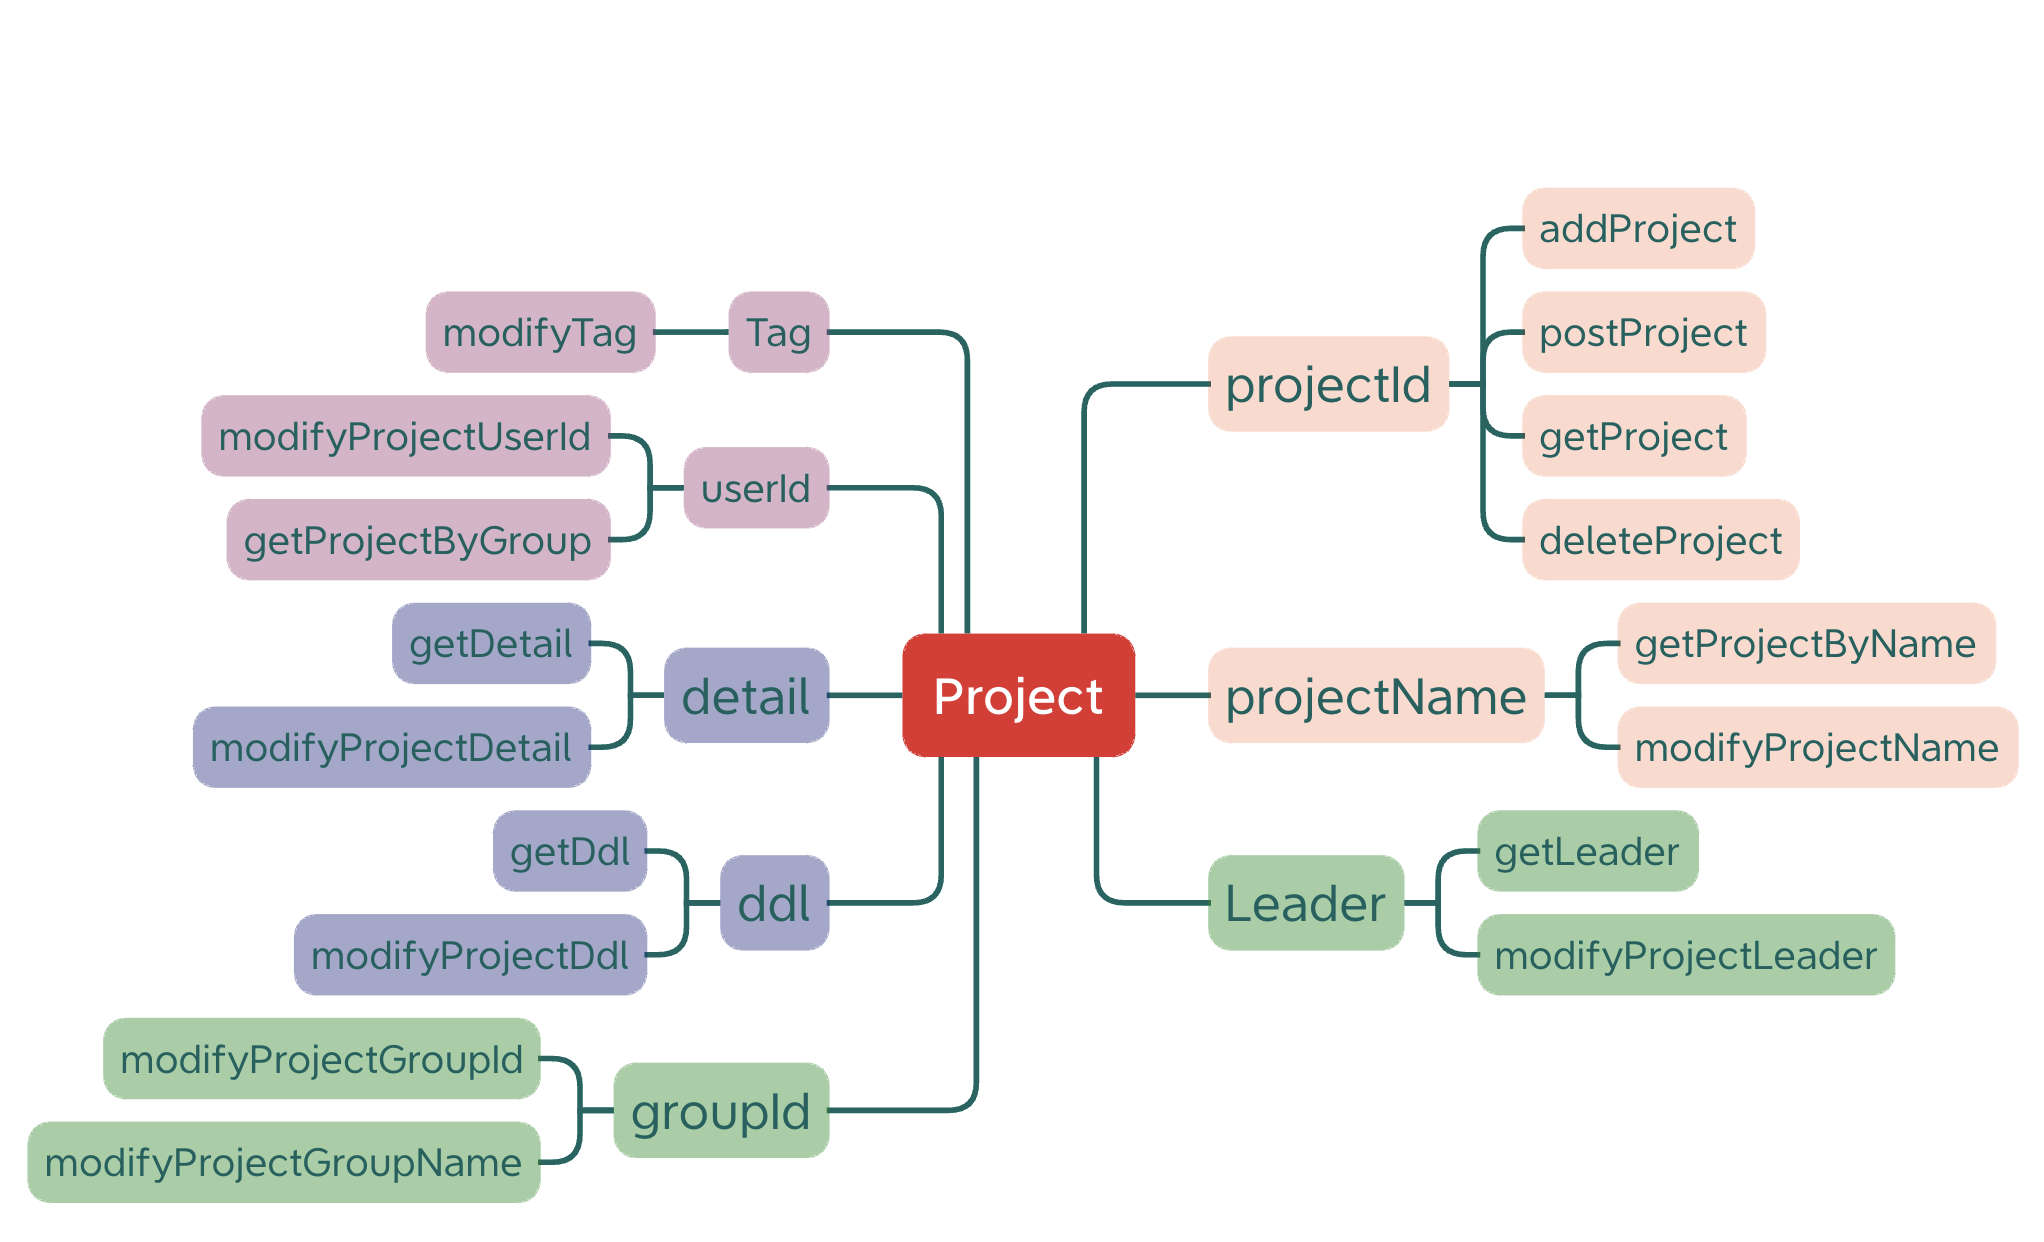 Project
projectId
addProject
postProject
getProject
deleteProject
projectName
getProjectByName
modifyProjectName
Leader
getLeader
modifyProjectLeader
Tag
modifyTag
userId
modifyProjectUserId
getProjectByGroup
detail
getDetail
modifyProjectDetail
ddl
getDdl
modifyProjectDdl
groupId
modifyProjectGroupId
modifyProjectGroupName